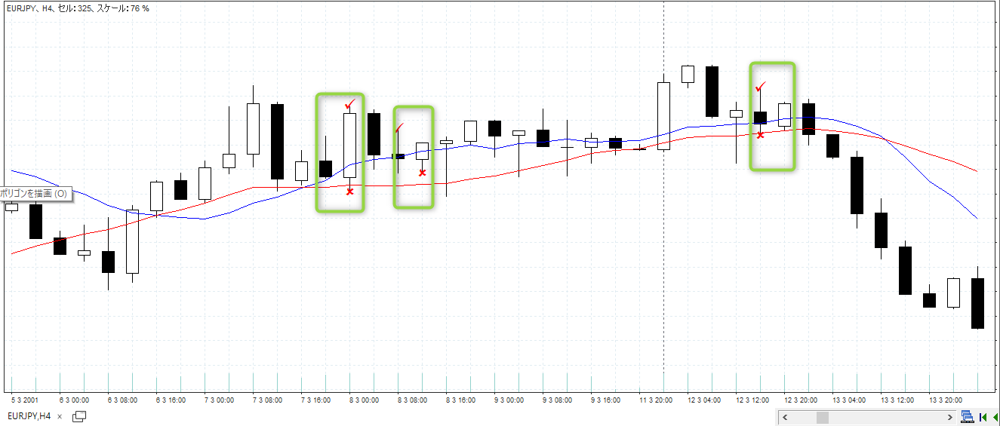 EURJPY、H4、セル: 325、スケール: 76 %
ポリゴンを描画 (O)
5 3 2001 6 3 00:00 6 3 08:00 6 3 16:00 7 3 00:00 7 3 08:00 7 3 16:00 8 3 00:00 8 3 08:00 8 3 16:00 9 3 00:00 9 3 08:00 9 3 16:00 11 3 20:00 12 3 04:00 12 3 12:00 12 3 20:00 13 3 04:00 13 3 12:00 13 3 20:00
EURJPY,H4 ×